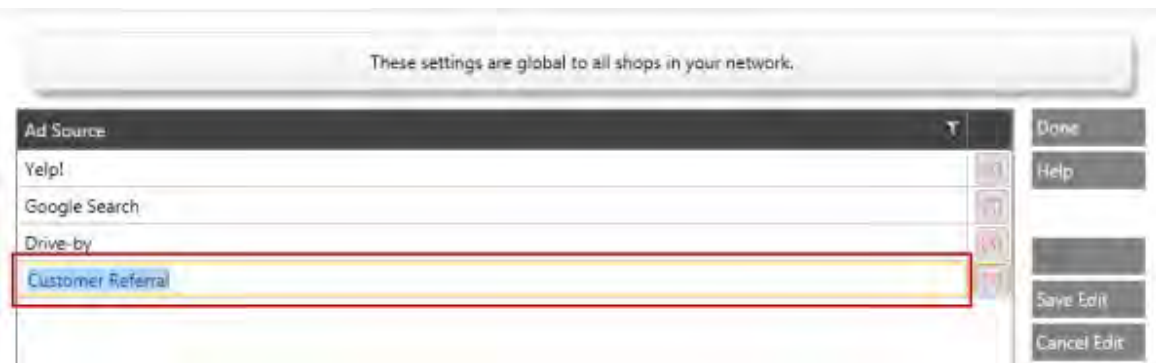 These settings are global to all shops in your network.
Ad Source
Done
Yelp!
Help
Google Search
Drive-by
Customer Referral
Save Edit
Cancel Edit